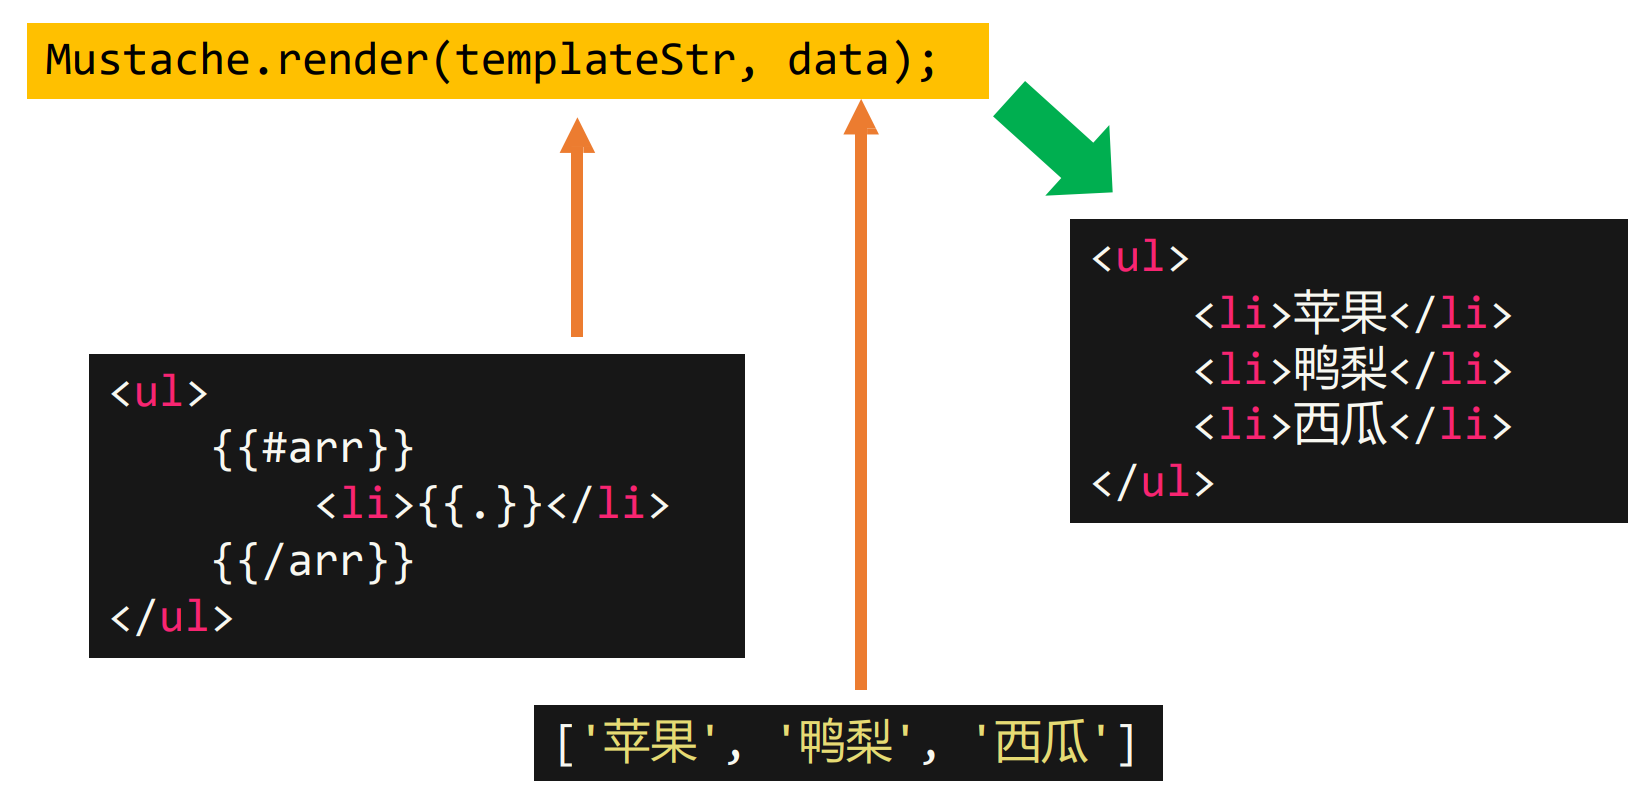 Mustache.render(templateStr, data);
<ul>
    {{#arr}}
        <li>{{.}}</li>
    {{/arr}}
</ul>
['苹果', '鸭梨', '西瓜']
<ul>
    <li>苹果</li>
    <li>鸭梨</li>
    <li>西瓜</li>
</ul>